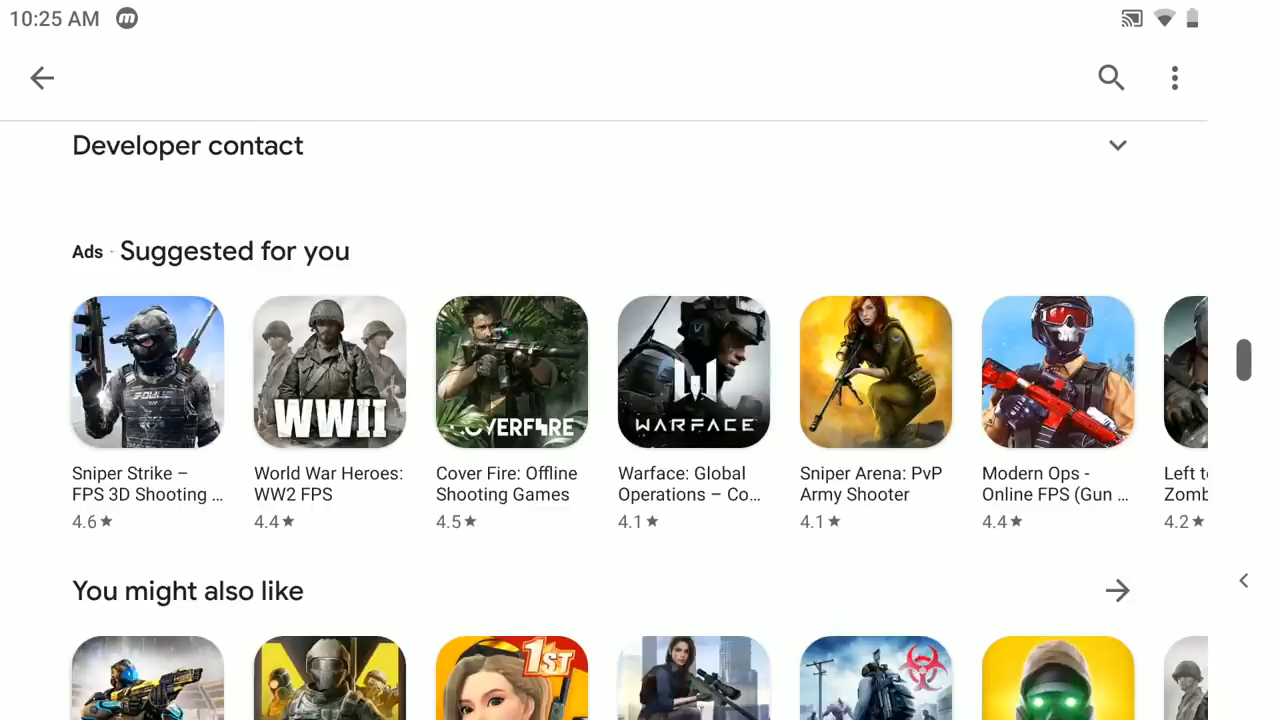 10:25 AM m
Developer contact
Ads · Suggested for you
WWII
WARFACE
Sniper Strike –
FPS 3D Shooting …
4.6★
World War Heroes:
WW2 FPS
4.4★
Cover Fire: Offline
Shooting Games
4.5★
Warface: Global
Operations – Co…
4.1★
Sniper Arena: PvP
Army Shooter
4.1★
Modern Ops -
Online FPS (Gun …
4.4★
Left t
Zomb
4.2★
You might also like
1ST